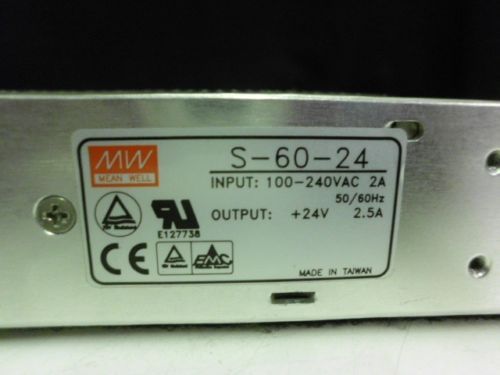 MW
MEAN WELL
S-60-24
INPUT: 100-240VAC 2A
50/60Hz
OUTPUT: +24V 2.5A
E127738
CE
EMC
MADE IN TAIWAN